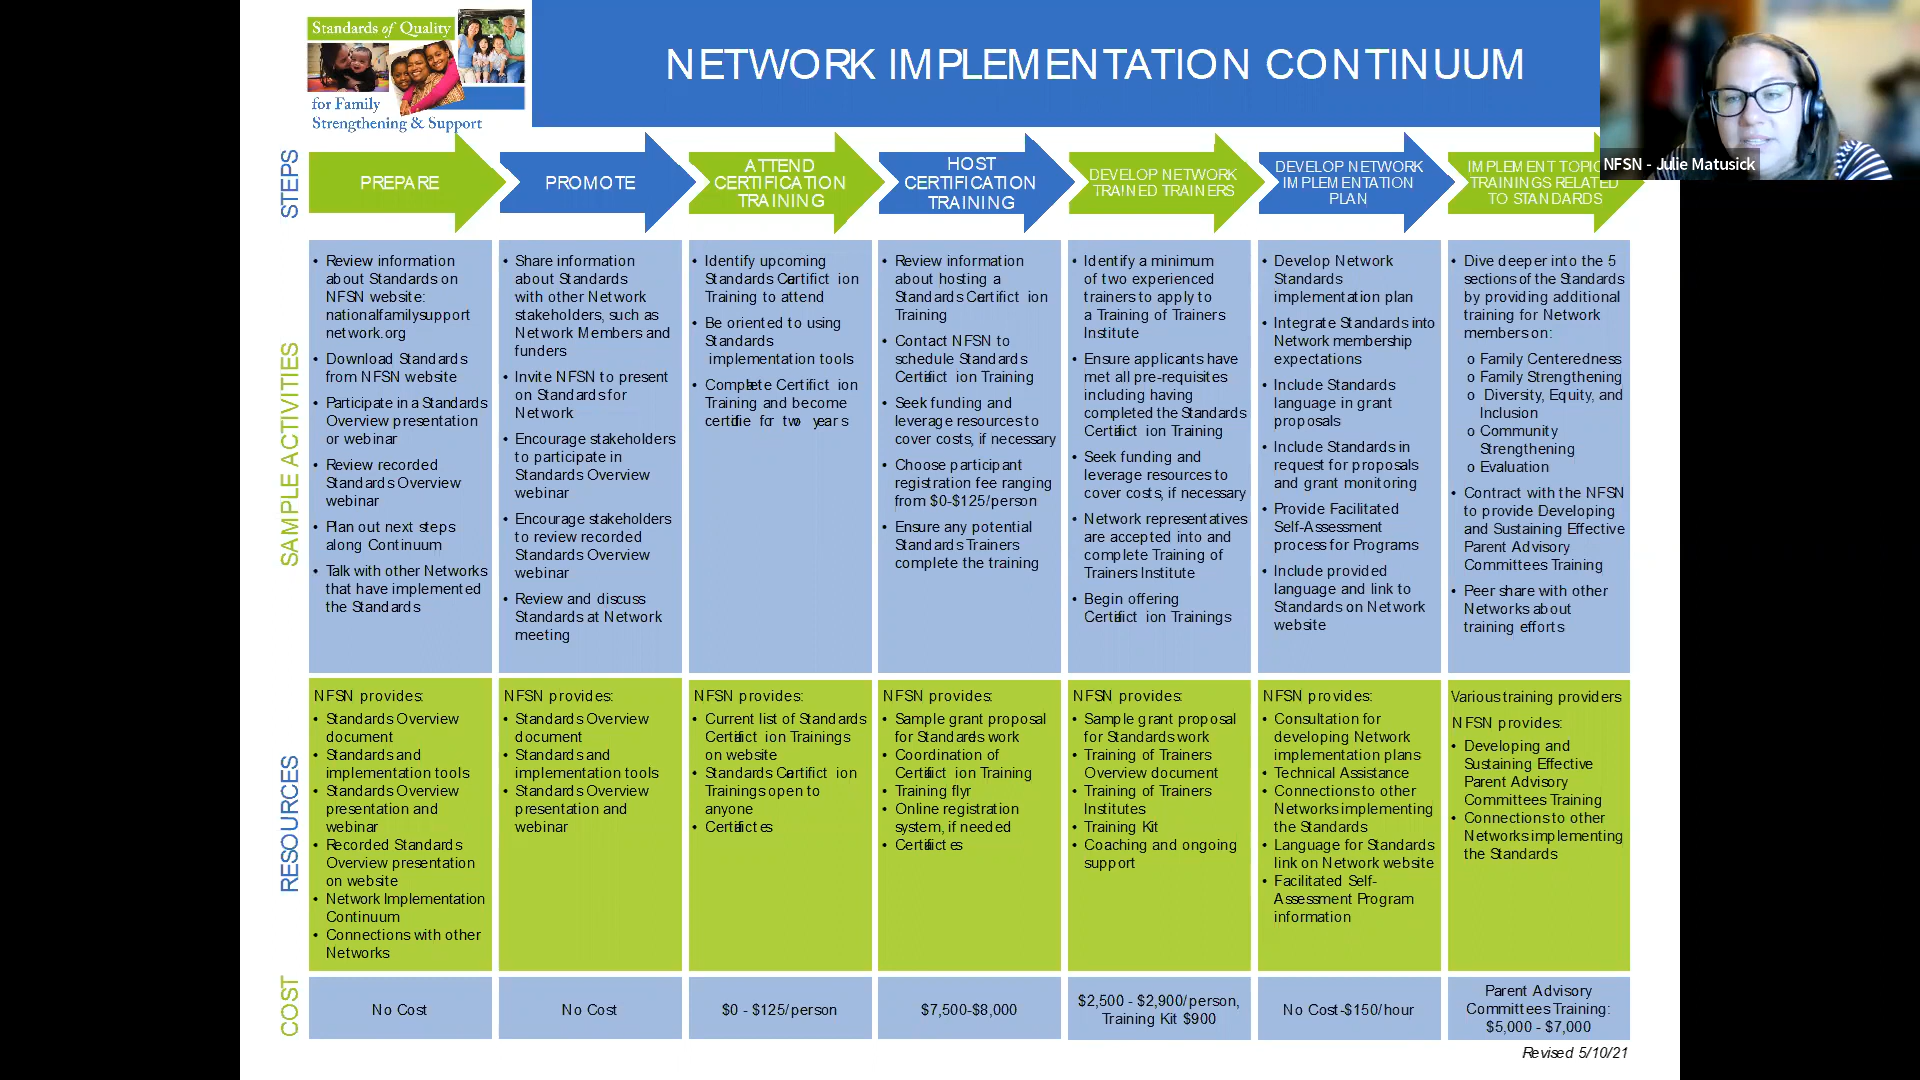 Standards of Quality
for Family
Strengthening & Support
NETWORK IMPLEMENTATION CONTINUUM
NFSN - Julie Matusick
STEPS
PREPARE
PROMOTE
ATTEND
CERTIFICATION
TRAINING
HOST
CERTIFICATION
TRAINING
DEVELOP NETWORK
TRAINED TRAINERS
DEVELOP NETWORK
IMPLEMENTATION
PLAN
IMPLEMENT
TRAININGS RELATED
TO STANDARDS
SAMPLE ACTIVITIES
• Review information
about Standards on
NFSN website:
nationalfamilysupport
network.org
• Download Standards
from NFSN website
• Participate in a Standards
Overview presentation
or webinar
• Review recorded
Standards Overview
webinar
• Plan out next steps
along Continuum
• Talk with other Networks
that have implemented
the Standards
• Share information
about Standards
with other Network
stakeholders, such as
Network Members and
funders
• Invite NFSN to present
on Standards for
Network
• Encourage stakeholders
to participate in
Standards Overview
webinar
• Encourage stakeholders
to review recorded
Standards Overview
webinar
• Review and discuss
Standards at Network
meeting
• Identify upcoming
Standards Certifict ion
Training to attend
• Be oriented to using
Standards
implementation tools
• Complete Certifict ion
Training and become
certifie for two years
• Review information
about hosting a
Standards Certifict ion
Training
• Contact NFSN to
schedule Standards
Certifict ion Training
• Seek funding and
leverage resources to
cover costs, if necessary
• Choose participant
registration fee ranging
from $0-$125/person
• Ensure any potential
Standards Trainers
complete the training
• Identify a minimum
of two experienced
trainers to apply to
a Training of Trainers
Institute
• Ensure applicants have
met all pre-requisites
including having
completed the Standards
Certifict ion Training
• Seek funding and
leverage resources to
cover costs, if necessary
• Network representatives
are accepted into and
complete Training of
Trainers Institute
• Begin offering
Certifict ion Trainings
• Develop Network
Standards
implementation plan
• Integrate Standards into
Network membership
expectations
• Include Standards
language in grant
proposals
• Include Standards in
request for proposals
and grant monitoring
• Provide Facilitated
Self-Assessment
process for Programs
• Include provided
language and link to
Standards on Network
website
• Dive deeper into the 5
sections of the Standards
by providing additional
training for Network
members on:
o Family Centeredness
o Family Strengthening
o Diversity, Equity, and
Inclusion
o Community
Strengthening
o Evaluation
• Contract with the NFSN
to provide Developing
and Sustaining Effective
Parent Advisory
Committees Training
• Peer share with other
Networks about
training efforts
RESOURCES
NFSN provides:
• Standards Overview
document
• Standards and
implementation tools
• Standards Overview
presentation and
webinar
• Recorded Standards
Overview presentation
on website
• Network Implementation
Continuum
• Connections with other
Networks
NFSN provides:
• Standards Overview
document
• Standards and
implementation tools
• Standards Overview
presentation and
webinar
NFSN provides:
• Current list of Standards
Certifict ion Trainings
on website
• Standards Certifict ion
Trainings open to
anyone
• Certifict es
NFSN provides:
• Sample grant proposal
for Standards work
• Coordination of
Certifict ion Training
• Training flyr
• Online registration
system, if needed
• Certifict es
NFSN provides:
• Sample grant proposal
for Standards work
• Training of Trainers
Overview document
• Training of Trainers
Institutes
• Training Kit
• Coaching and ongoing
support
NFSN provides:
• Consultation for
developing Network
implementation plans
• Technical Assistance
• Connections to other
Networks implementing
the Standards
• Language for Standards
link on Network website
• Facilitated Self-
Assessment Program
information
Various training providers
NFSN provides:
• Developing and
Sustaining Effective
Parent Advisory
Committees Training
• Connections to other
Networks implementing
the Standards
COST
No Cost
No Cost
$0 - $125/person
$7,500-$8,000
$2,500 - $2,900/person,
Training Kit $900
No Cost-$150/hour
Parent Advisory
Committees Training:
$5,000 - $7,000
Revised 5/10/21